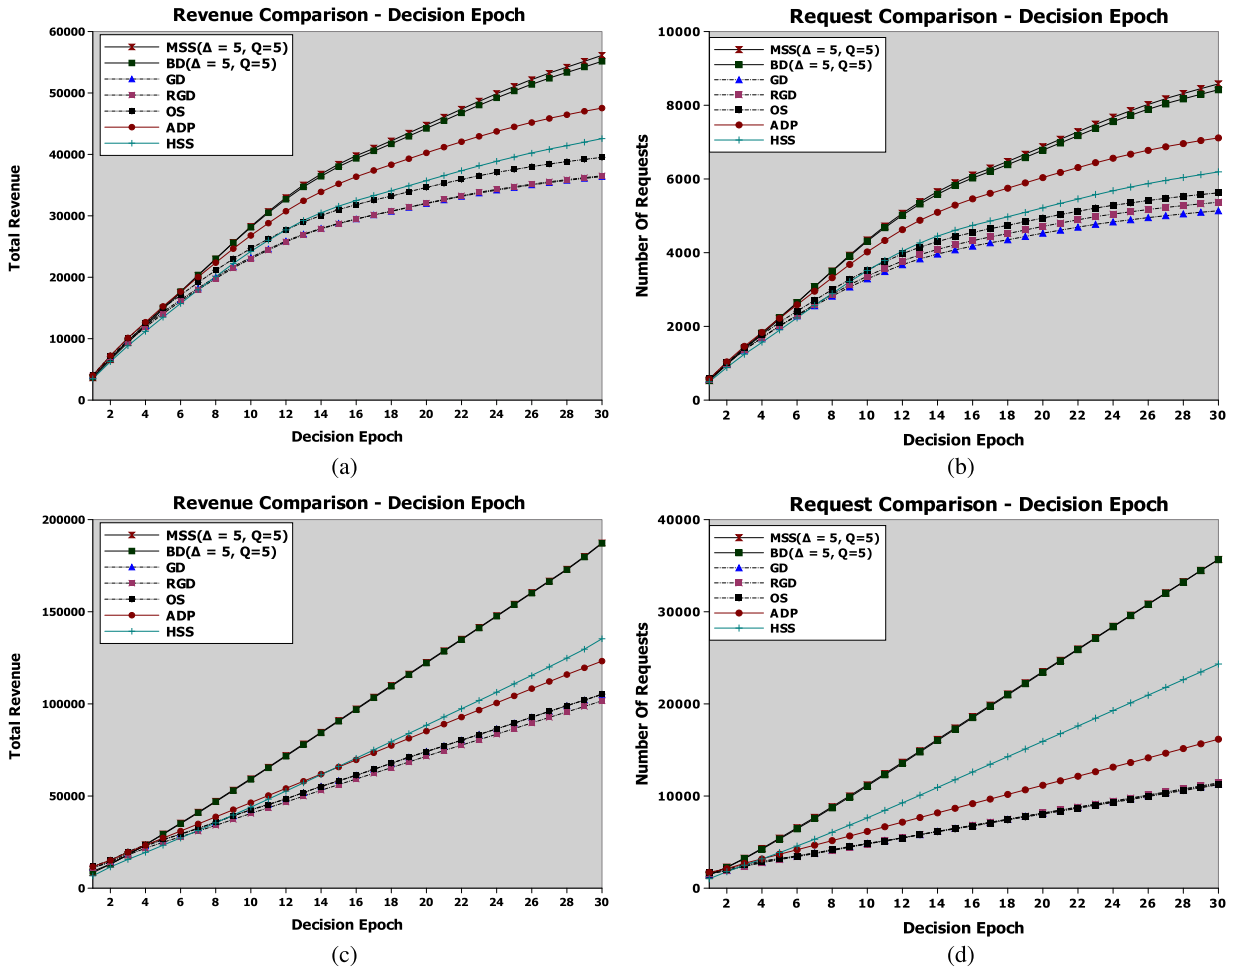 Revenue Comparison - Decision Epoch
60000
50000
40000
30000
20000
10000
0
Total Revenue
MSS(Δ = 5, Q=5)
BD(Δ = 5, Q=5)
GD
RGD
OS
ADP
HSS
2 4 6 8 10 12 14 16 18 20 22 24 26 28 30
Decision Epoch
(a)
Request Comparison - Decision Epoch
10000
8000
6000
4000
2000
0
Number Of Requests
MSS(Δ = 5, Q=5)
BD(Δ = 5, Q=5)
GD
RGD
OS
ADP
HSS
2 4 6 8 10 12 14 16 18 20 22 24 26 28 30
Decision Epoch
(b)
Revenue Comparison - Decision Epoch
200000
150000
100000
50000
0
Total Revenue
MSS(Δ = 5, Q=5)
BD(Δ = 5, Q=5)
GD
RGD
OS
ADP
HSS
2 4 6 8 10 12 14 16 18 20 22 24 26 28 30
Decision Epoch
(c)
Request Comparison - Decision Epoch
40000
30000
20000
10000
0
Number Of Requests
MSS(Δ = 5, Q=5)
BD(Δ = 5, Q=5)
GD
RGD
OS
ADP
HSS
2 4 6 8 10 12 14 16 18 20 22 24 26 28 30
Decision Epoch
(d)